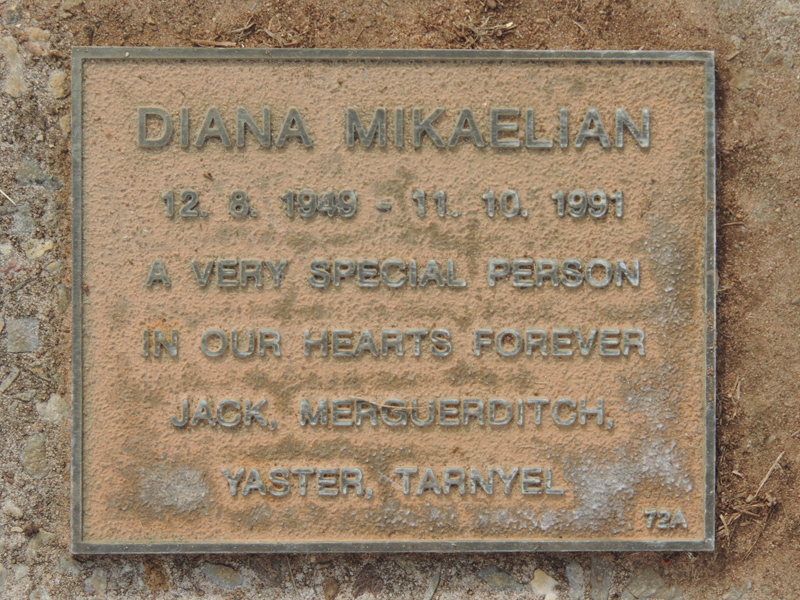 DIANA MIKAELIAN
12. 8. 1949 - 11. 10. 1991
A VERY SPECIAL PERSON
IN OUR HEARTS FOREVER
JACK, MERGUERDITCH,
YASTER, TARNYEL
72A